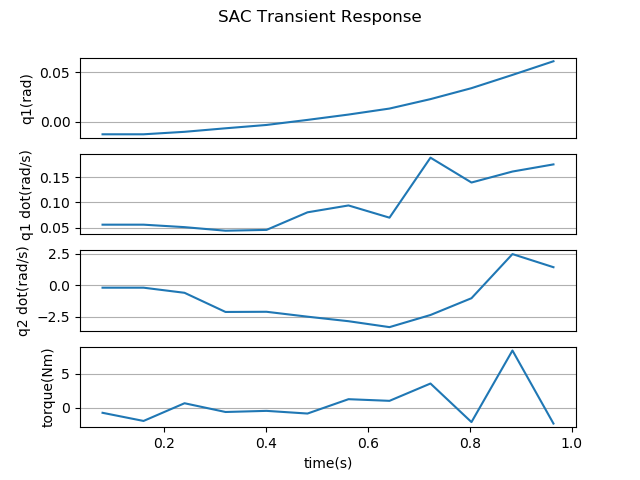 SAC Transient Response
q1(rad)
0.05
0.00
q1 dot(rad/s)
0.15
0.10
0.05
q2 dot(rad/s)
2.5
0.0
−2.5
torque(Nm)
5
0
0.2 0.4 0.6 0.8 1.0
time(s)